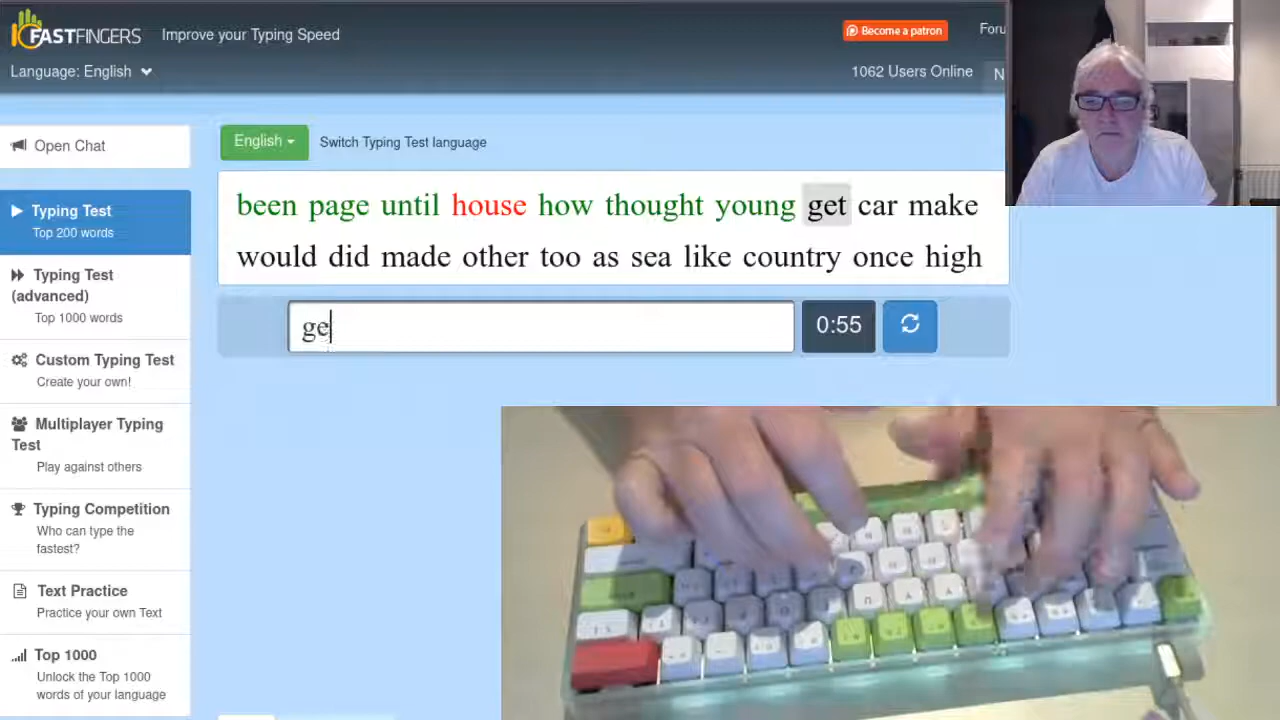 FASTFINGERS
Improve your Typing Speed
Become a patron
Foru
Language: English
1062 Users Online
N
Open Chat
English
Switch Typing Test language
Typing Test
Top 200 words
been page until house how thought young get car make
would did made other too as sea like country once high
ge
0:55
Typing Test
(advanced)
Top 1000 words
Custom Typing Test
Create your own!
Multiplayer Typing
Test
Play against others
Typing Competition
Who can type the
fastest?
Text Practice
Practice your own Text
Top 1000
Unlock the Top 1000
words of your language